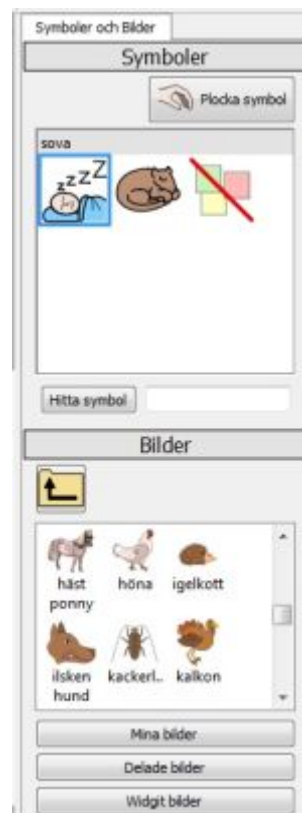 Symboler och Bilder
Symboler
Plocka symbol
sova
zzzZZ
Hitta symbol
Bilder
häst ponny
höna
igelkott
ilsken hund
kackerl..
kalkon
Mina bilder
Delade bilder
Widgit bilder